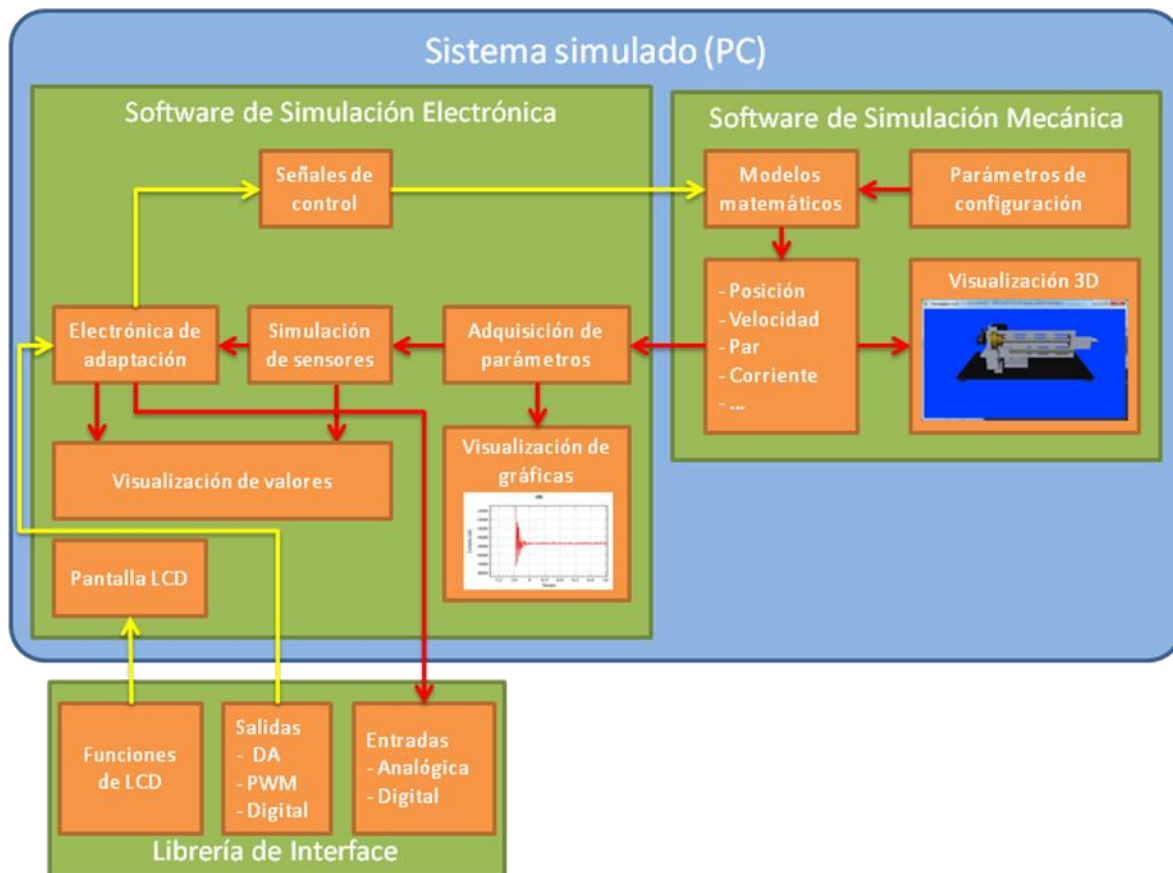 Sistema simulado (PC)
Software de Simulación Electrónica
Software de Simulación Mecánica
Señales de
control
Modelos
matemáticos
Parámetros de
configuración
Electrónica de
adaptación
Simulación
de sensores
Adquisición de
parámetros
- Posición
- Velocidad
- Par
- Corriente
- ...
Visualización 3D
Visualización de valores
Visualización de
gráficas
Pantalla LCD
Funciones
de LCD
Salidas
- DA
- PWM
- Digital
Entradas
- Analógica
- Digital
Librería de Interface